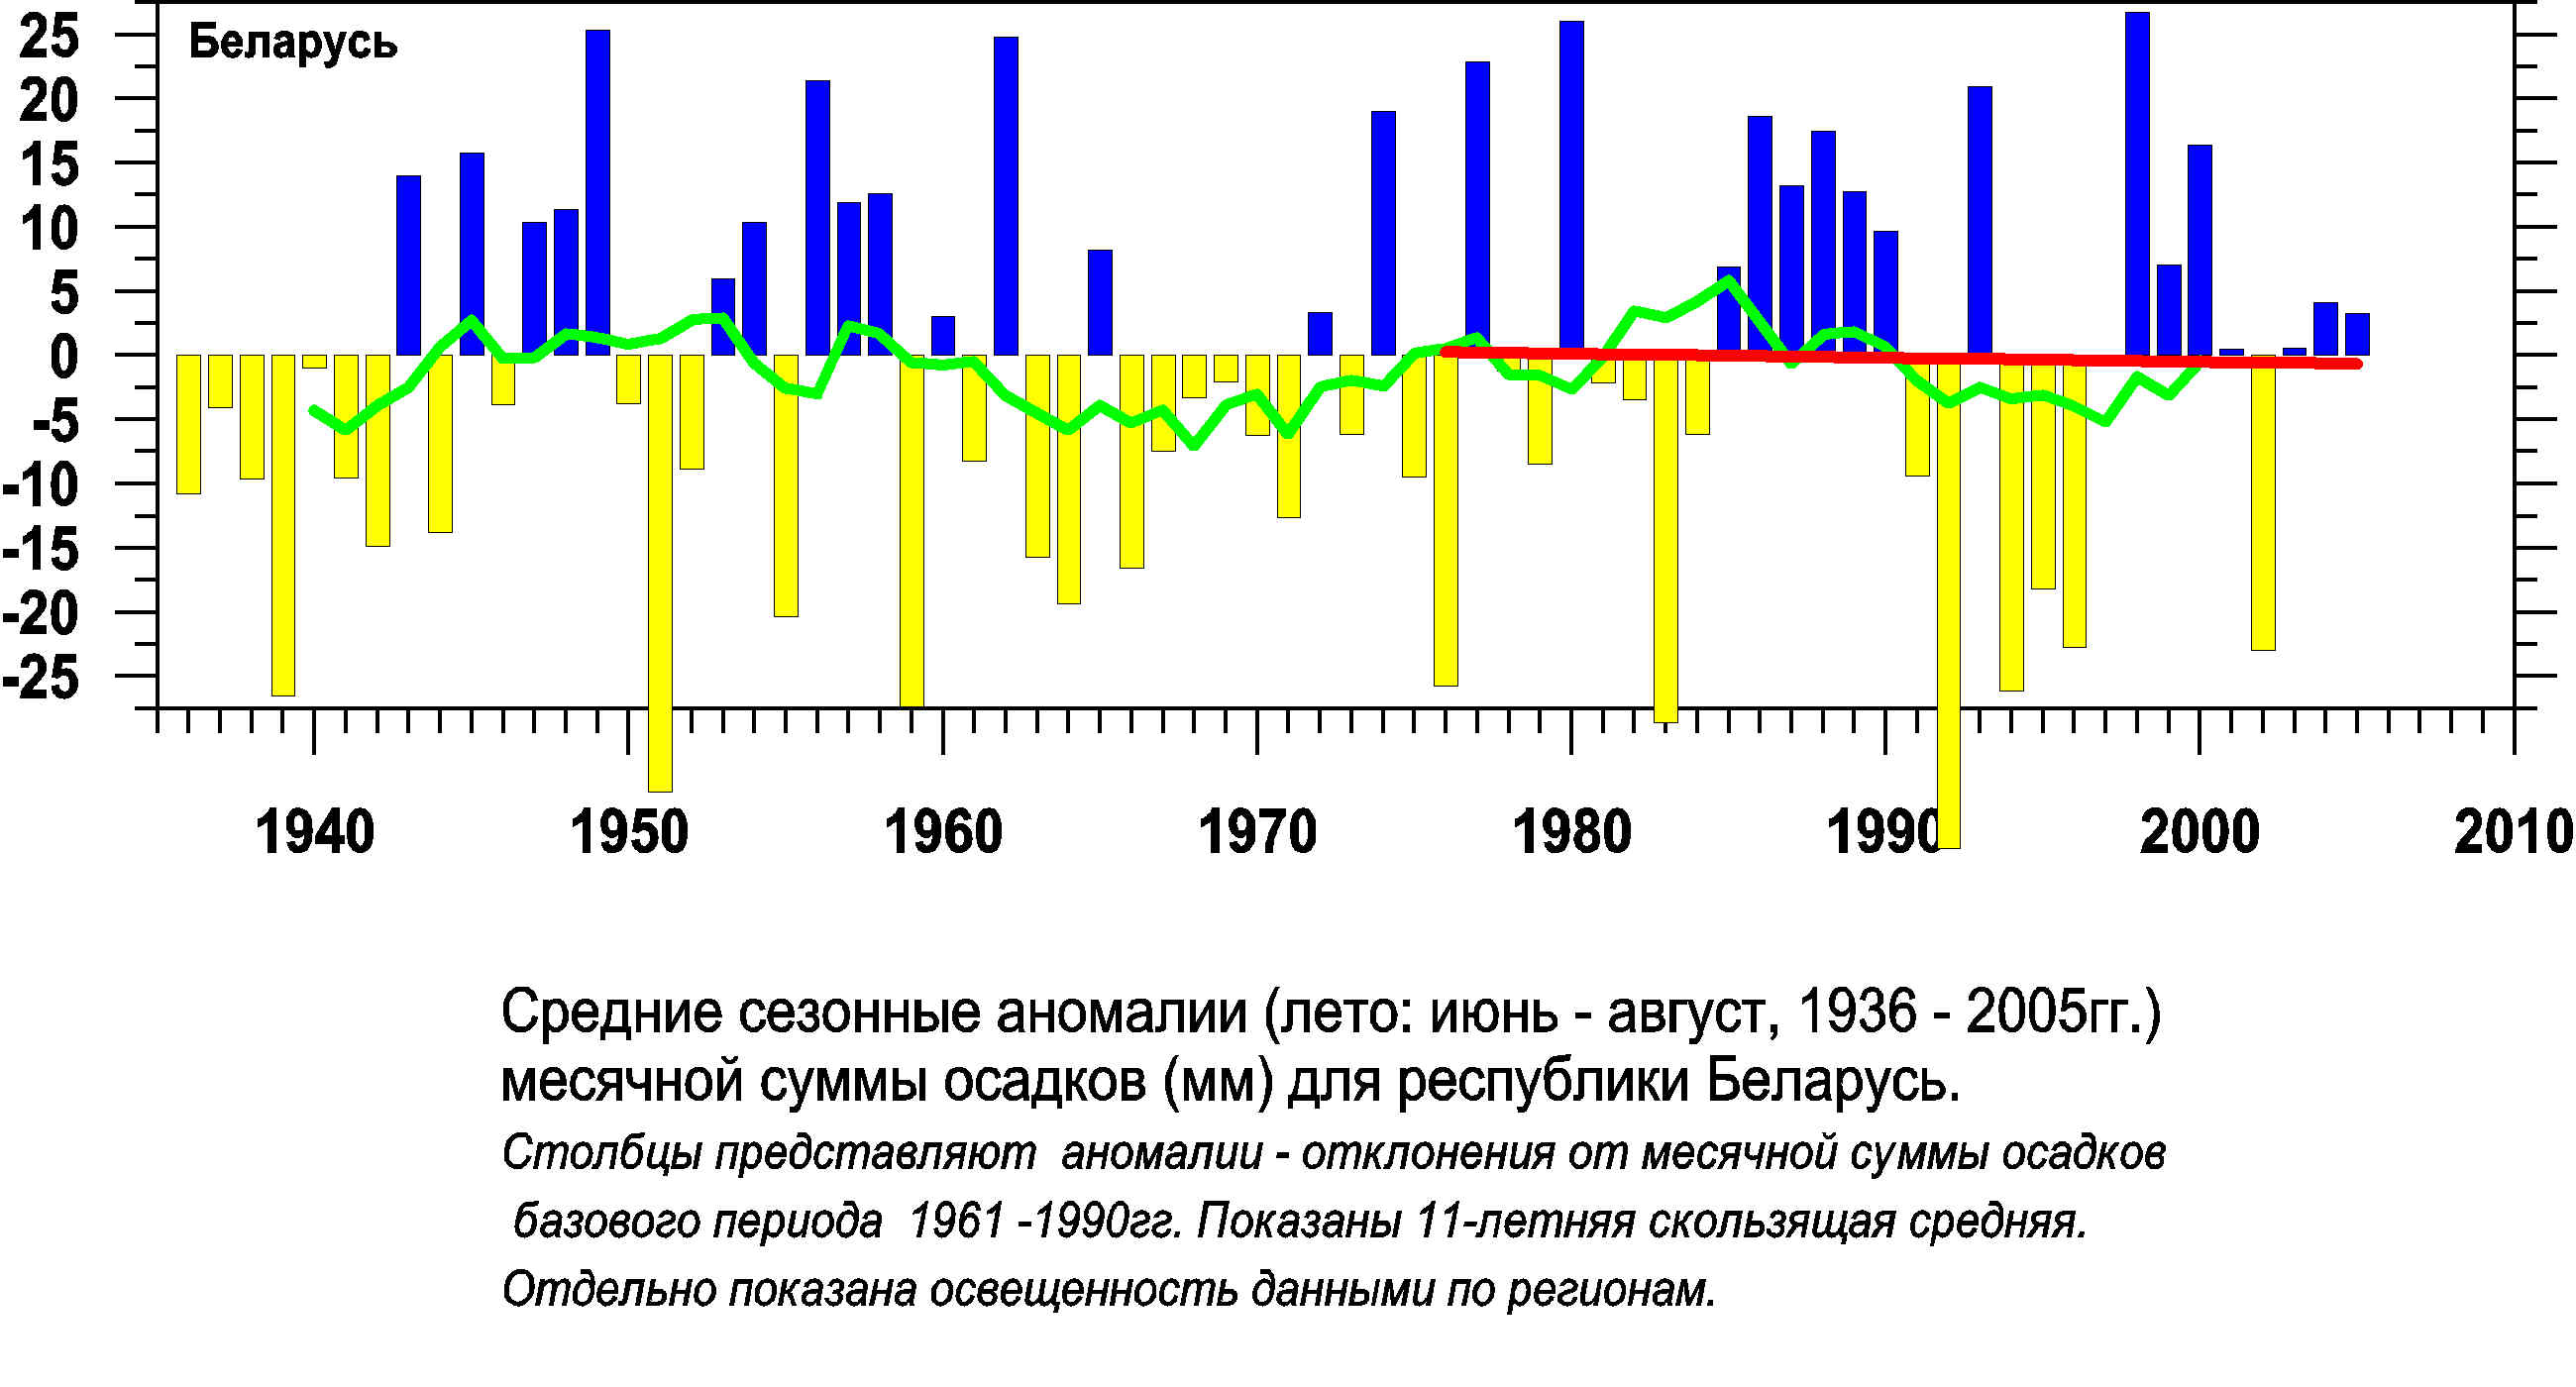 Беларусь
25
20
15
10
5
0
-5
-10
-15
-20
-25
1940 1950 1960 1970 1980 1990 2000 2010
Средние сезонные аномалии (лето: июнь - август, 1936 - 2005гг.)
месячной суммы осадков (мм) для республики Беларусь.
Столбцы представляют аномалии - отклонения от месячной суммы осадков
базового периода 1961 -1990гг. Показаны 11-летняя скользящая средняя.
Отдельно показана освещенность данными по регионам.